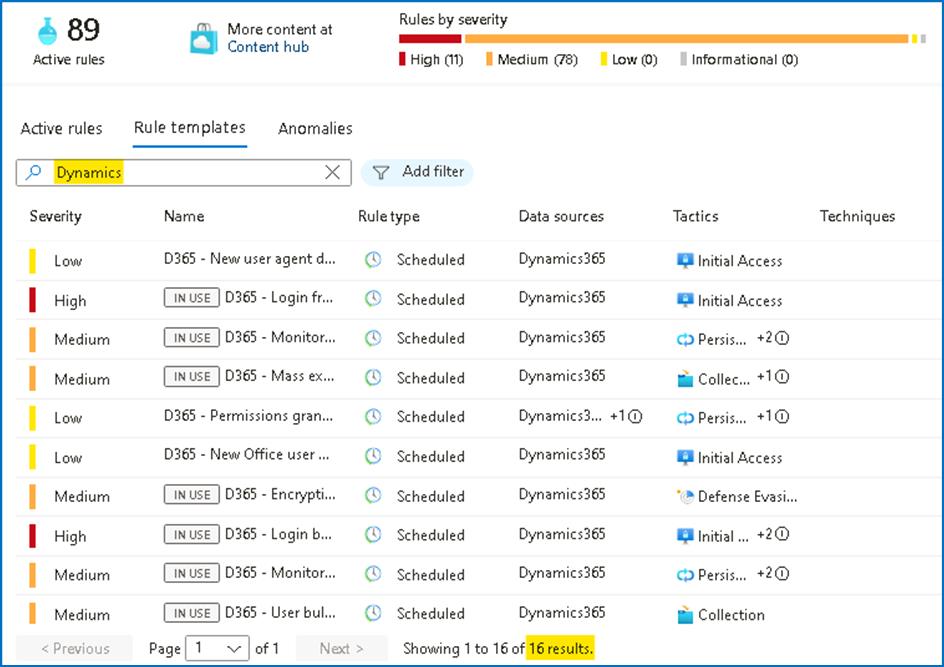 89
Active rules
More content at
Content hub
Rules by severity
High (11) Medium (78) Low (0) Informational (0)
Active rules Rule templates Anomalies
Dynamics Add filter
Severity Name Rule type Data sources Tactics Techniques
Low D365 - New user agent d... Scheduled Dynamics365 Initial Access
High IN USE D365 - Login fr... Scheduled Dynamics365 Initial Access
Medium IN USE D365 - Monitor... Scheduled Dynamics365 Persis... +2
Medium IN USE D365 - Mass ex... Scheduled Dynamics365 Collec... +1
Low D365 - Permissions gran... Scheduled Dynamics3... +1 Persis... +1
Low D365 - New Office user ... Scheduled Dynamics365 Initial Access
Medium IN USE D365 - Encrypti... Scheduled Dynamics365 Defense Evasi...
High IN USE D365 - Login b... Scheduled Dynamics365 Initial ... +2
Medium IN USE D365 - Monitor... Scheduled Dynamics365 Persis... +2
Medium IN USE D365 - User bul... Scheduled Dynamics365 Collection
< Previous Page 1 of 1 Next > Showing 1 to 16 of 16 results.